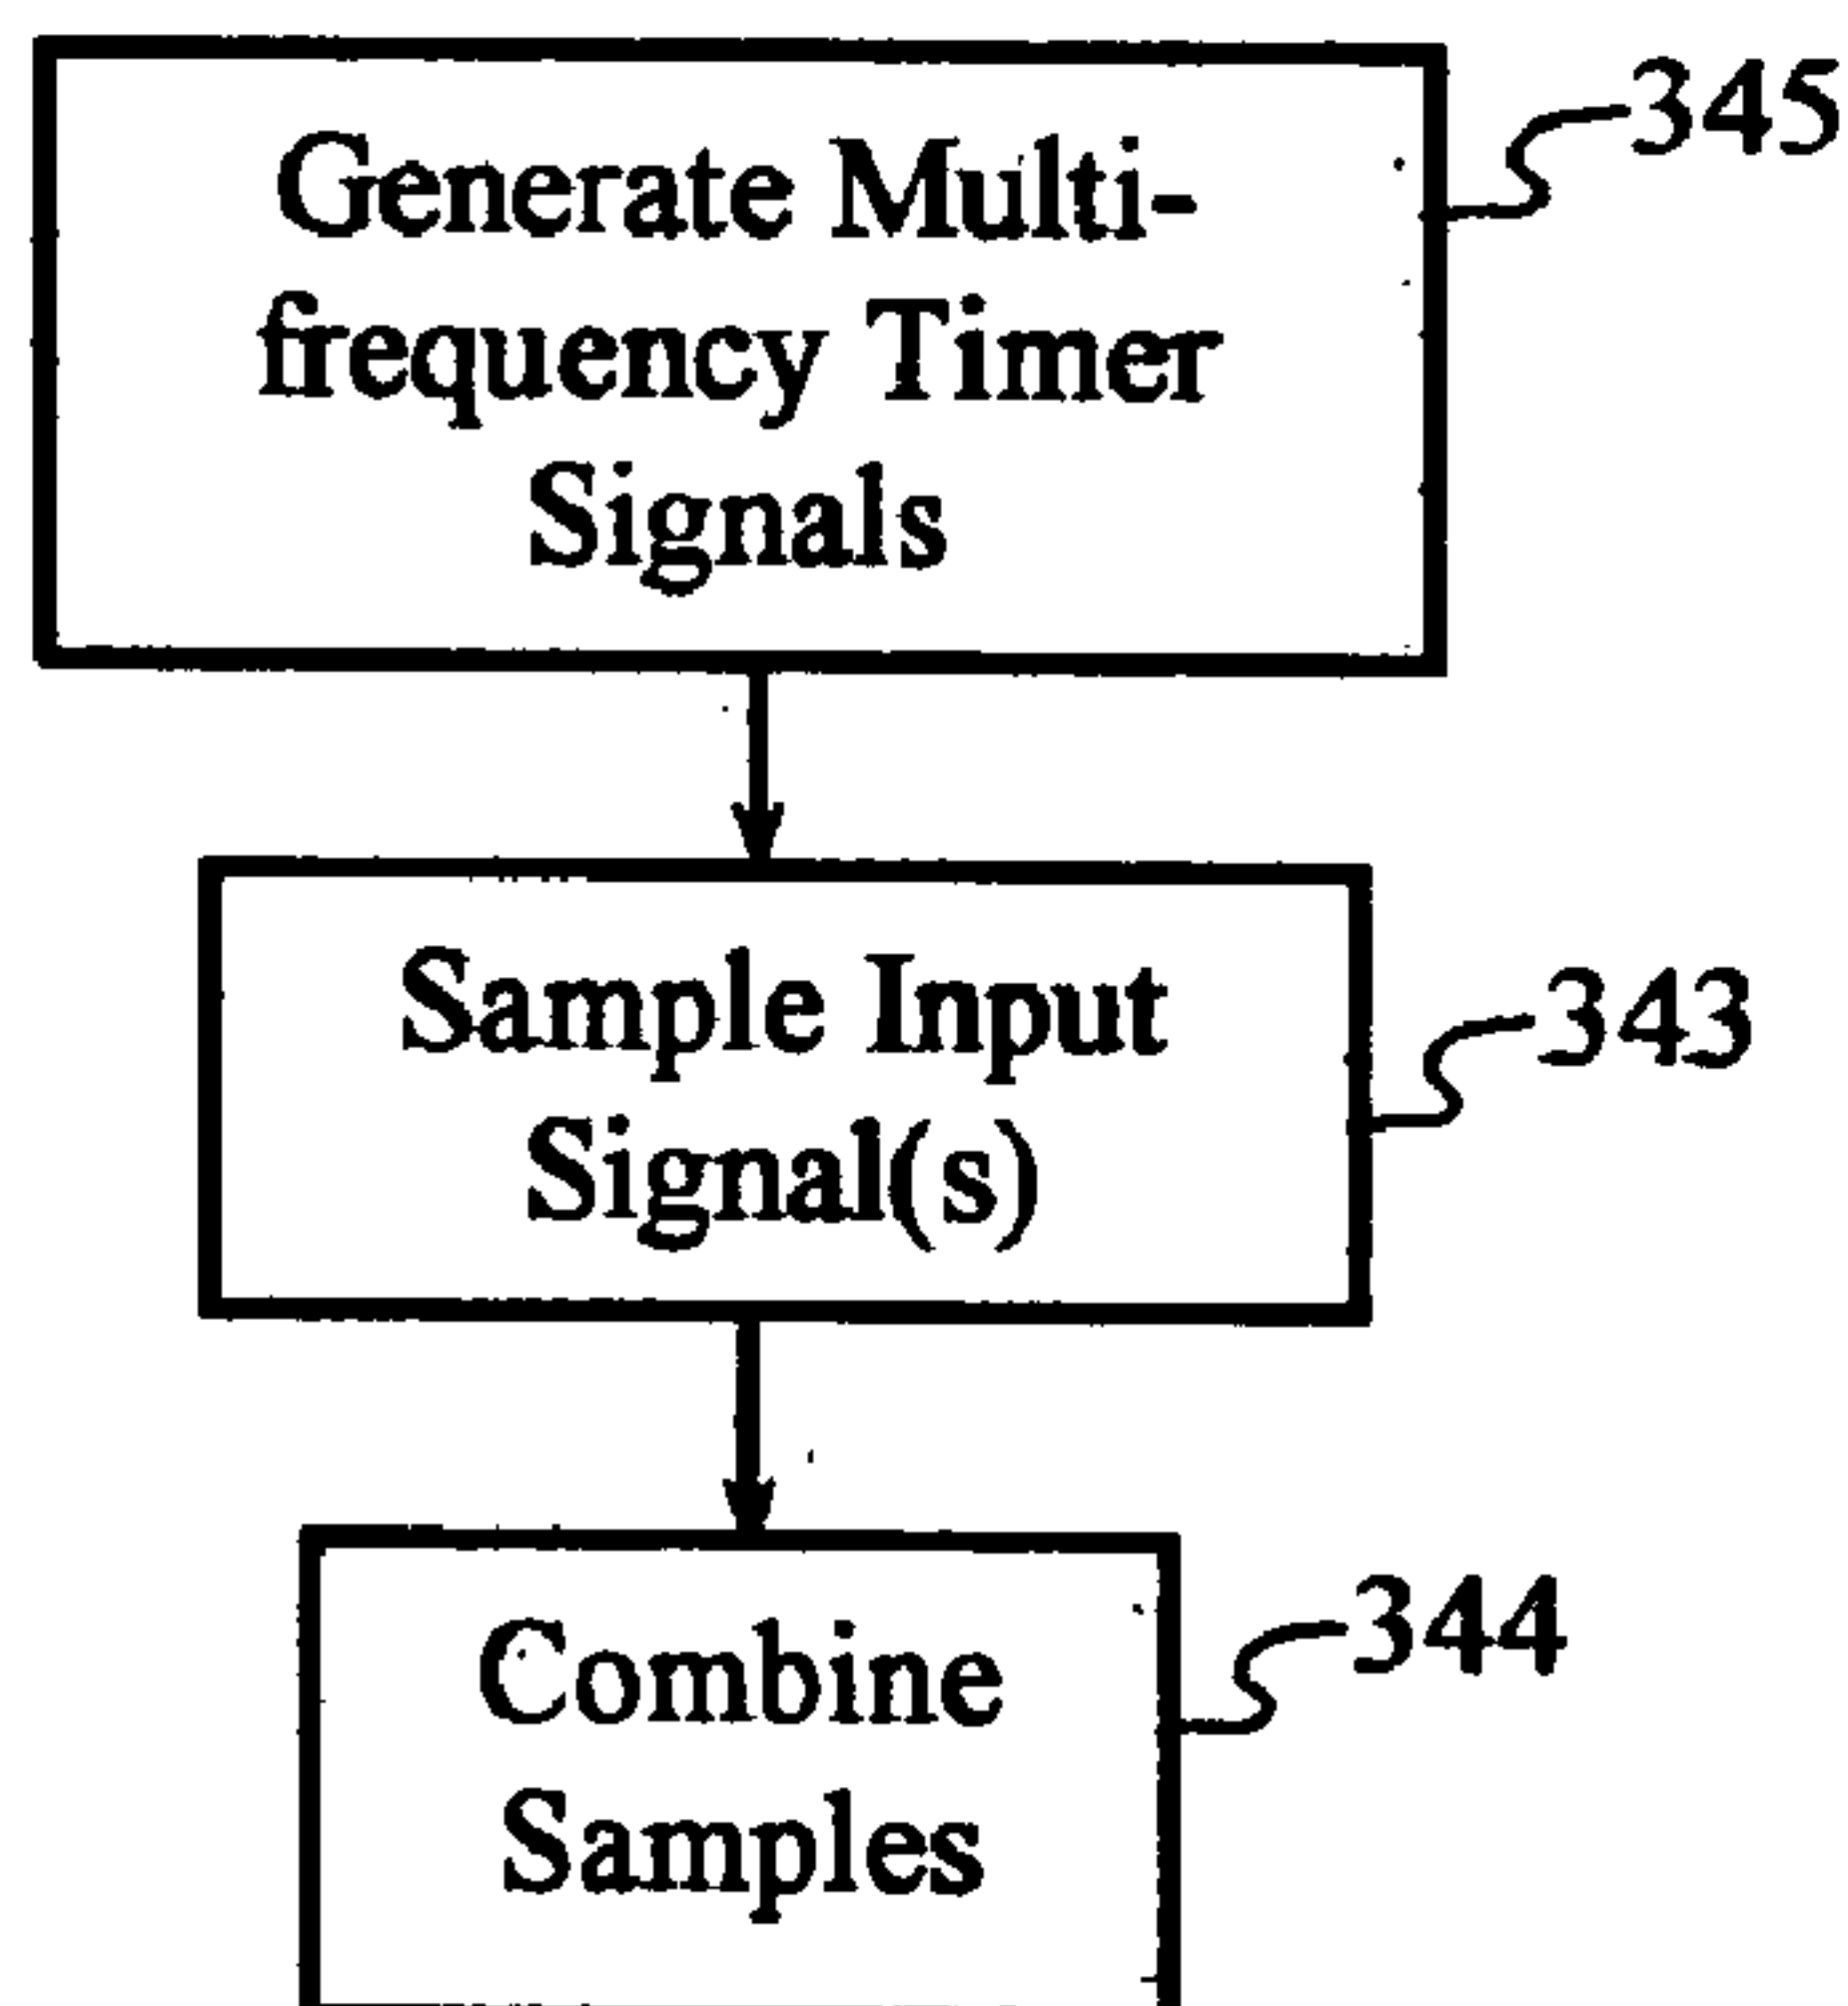 Generate Multi-
frequency Timer
Signals
345
Sample Input
Signal(s)
343
Combine
Samples
344